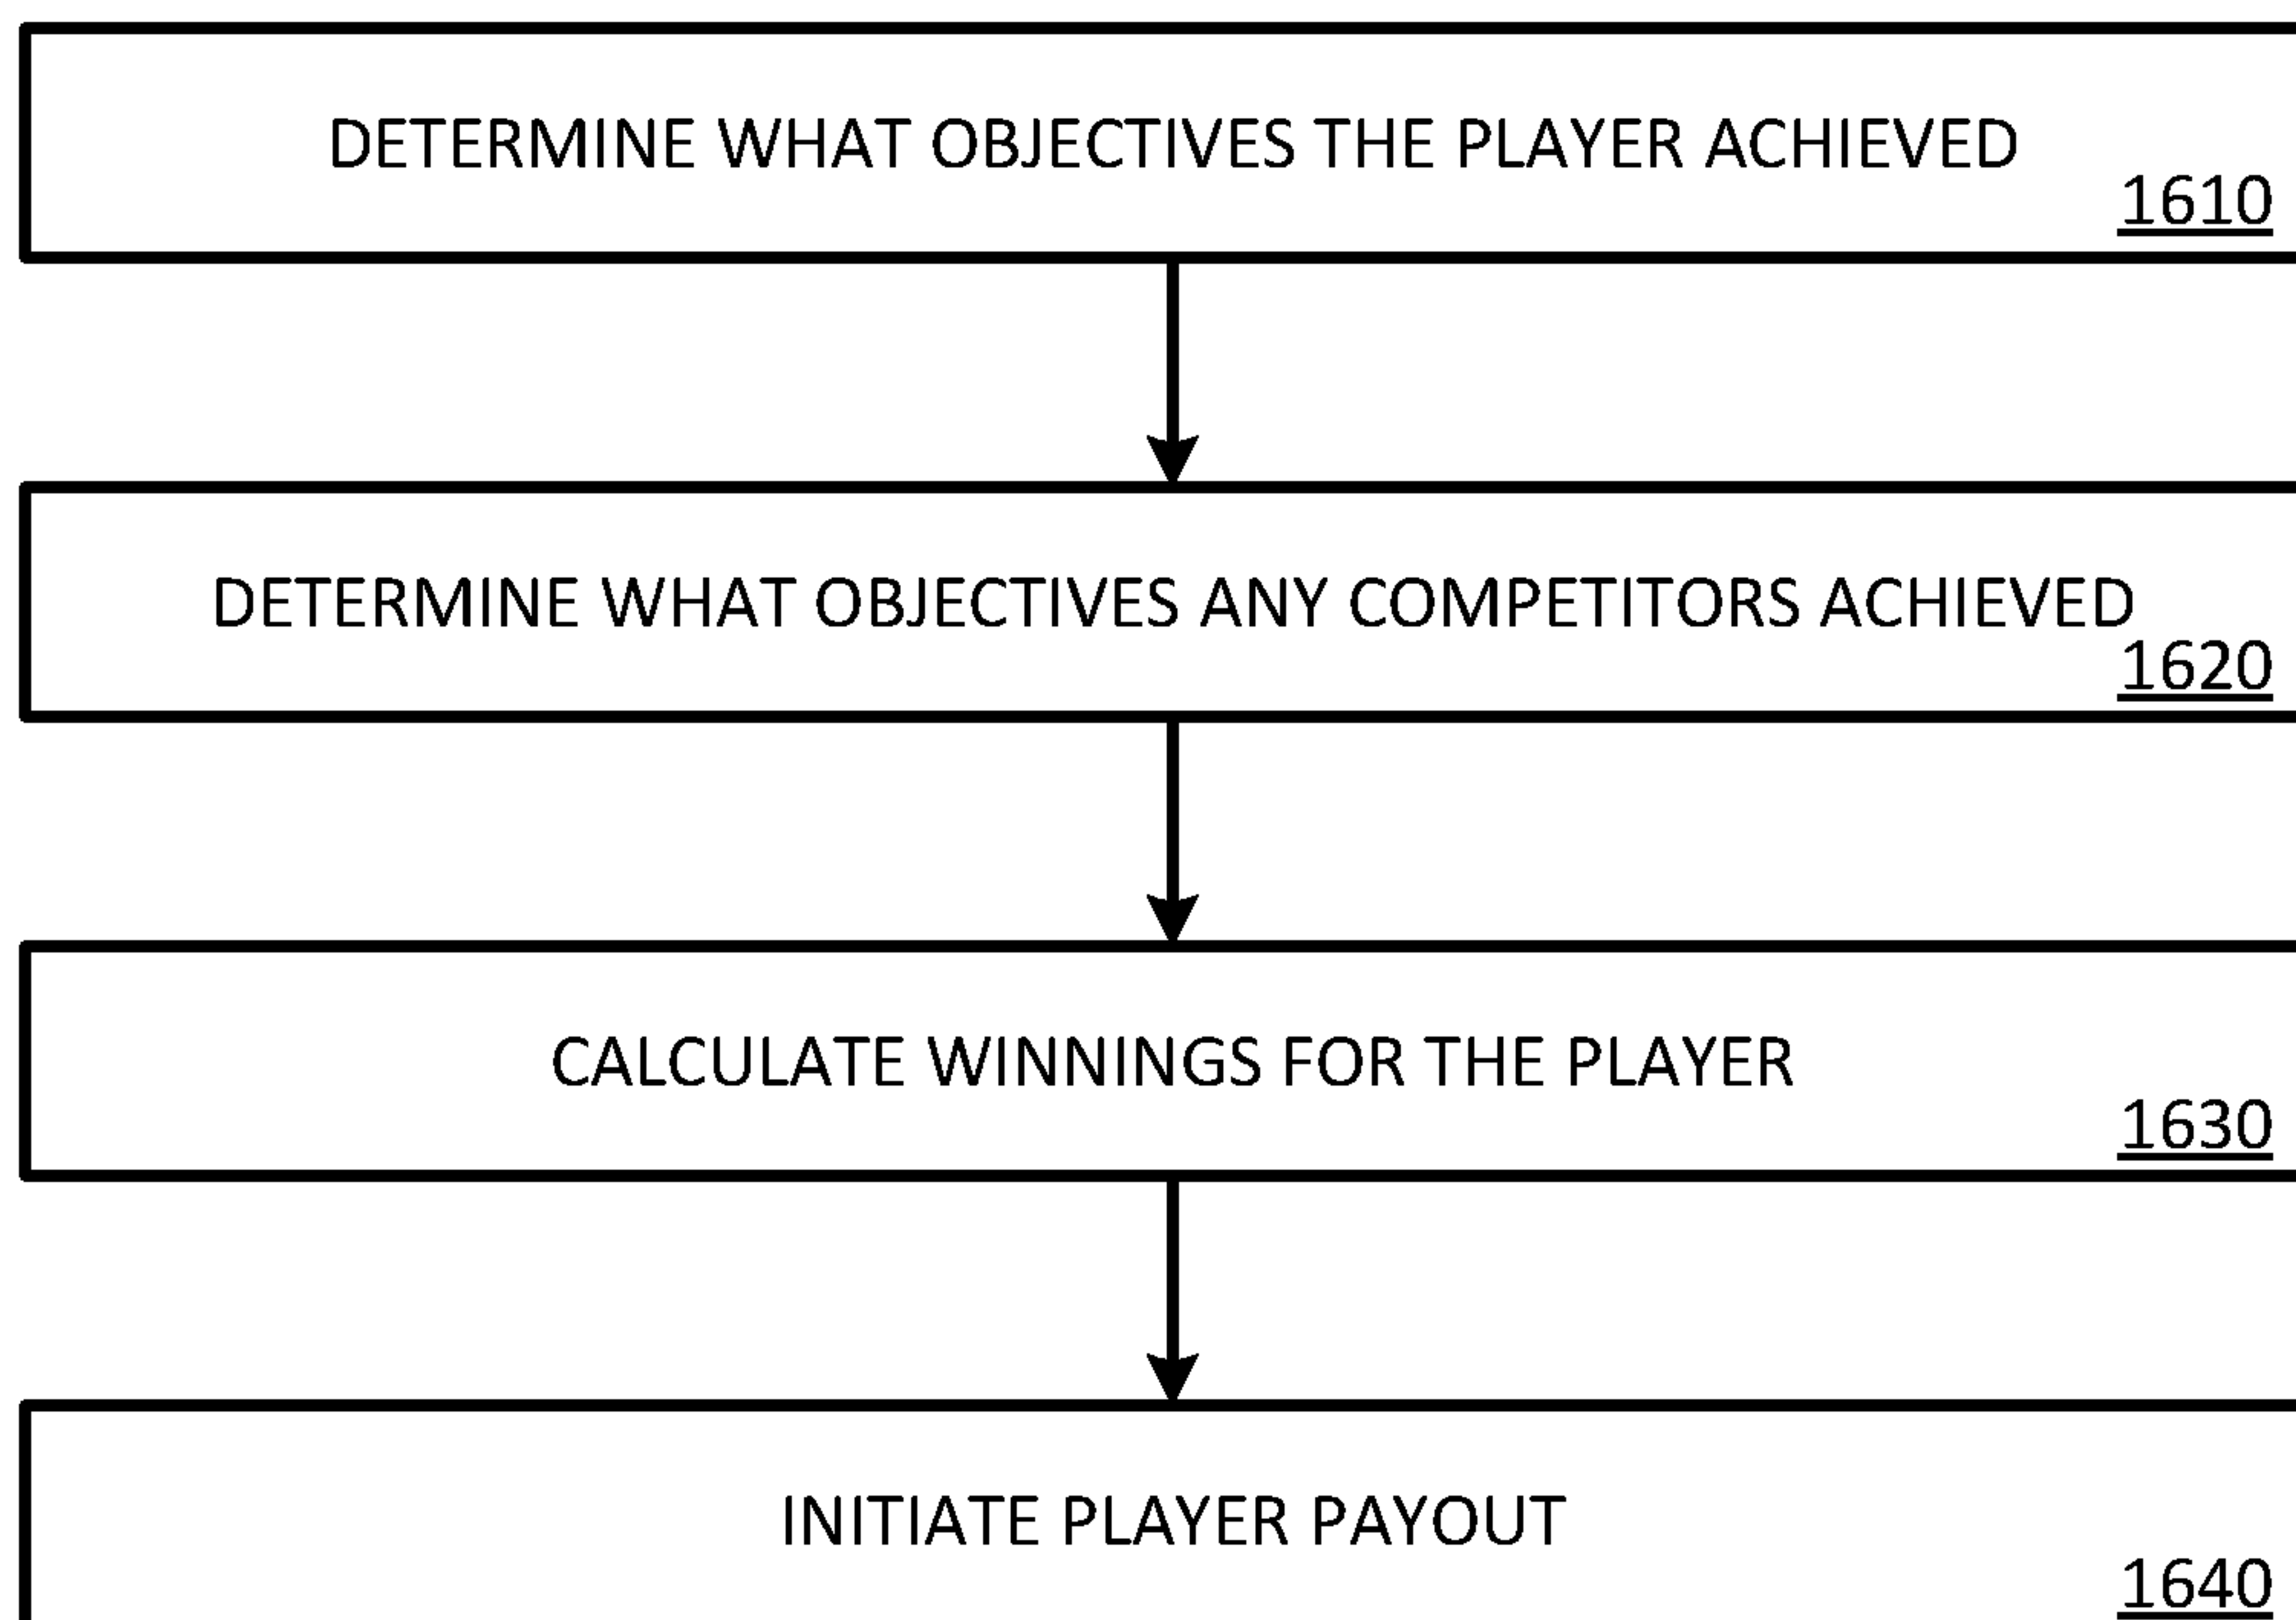 DETERMINE WHAT OBJECTIVES THE PLAYER ACHIEVED
1610
DETERMINE WHAT OBJECTIVES ANY COMPETITORS ACHIEVED
1620
CALCULATE WINNINGS FOR THE PLAYER
1630
INITIATE PLAYER PAYOUT
1640